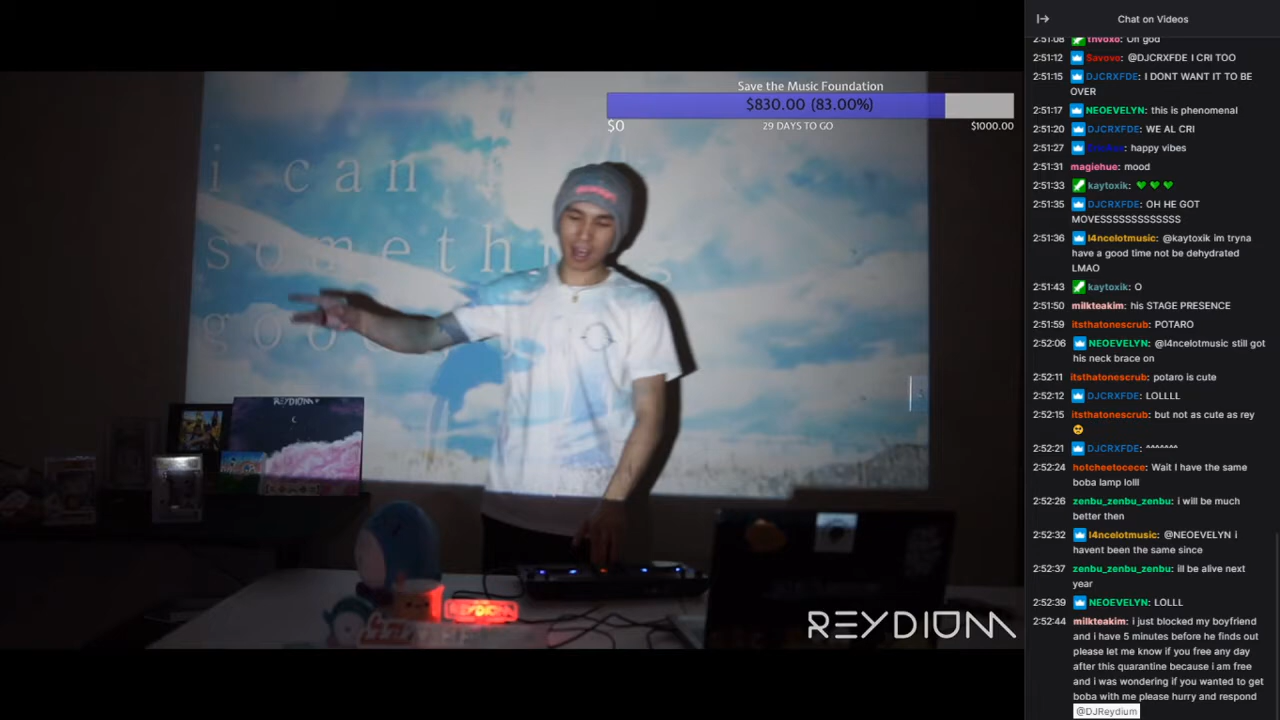 Chat on Videos
2:51:08 thvoxo: Oh god
2:51:12 Savovo: @DJCRXFDE I CRI TOO
2:51:15 DJCRXFDE: I DONT WANT IT TO BE
OVER
2:51:17 NEOEVELYN: this is phenomenal
2:51:20 DJCRXFDE: WE AL CRI
2:51:27 happy vibes
2:51:31 magiehue: mood
2:51:33 kaytoxik:
2:51:35 DJCRXFDE: OH HE GOT
MOVESSSSSSSSSSSS
2:51:36 l4ncelotmusic: @kaytoxik im tryna
have a good time not be dehydrated
LMAO
2:51:43 kaytoxik: O
2:51:50 milkteakim: his STAGE PRESENCE
2:51:59 itsthatonescrub: POTARO
2:52:06 NEOEVELYN: @l4ncelotmusic still got
his neck brace on
2:52:11 itsthatonescrub: potaro is cute
2:52:12 DJCRXFDE: LOLLLL
2:52:15 itsthatonescrub: but not as cute as rey
2:52:21 DJCRXFDE: ^^^^^^^
2:52:24 hotcheetocece: Wait I have the same
boba lamp lolll
2:52:26 zenbu_zenbu_zenbu: i will be much
better then
2:52:32 l4ncelotmusic: @NEOEVELYN i
havent been the same since
2:52:37 zenbu_zenbu_zenbu: ill be alive next
year
2:52:39 NEOEVELYN: LOLLL
2:52:44 milkteakim: i just blocked my boyfriend
and i have 5 minutes before he finds out
please let me know if you free any day
after this quarantine because i am free
and i was wondering if you wanted to get
boba with me please hurry and respond
@DJReydium
Save the Music Foundation
$830.00 (83.00%)
$0 29 DAYS TO GO $1000.00
i can
someth
goo
REYDIUM
REYDIUM
REYDIUM